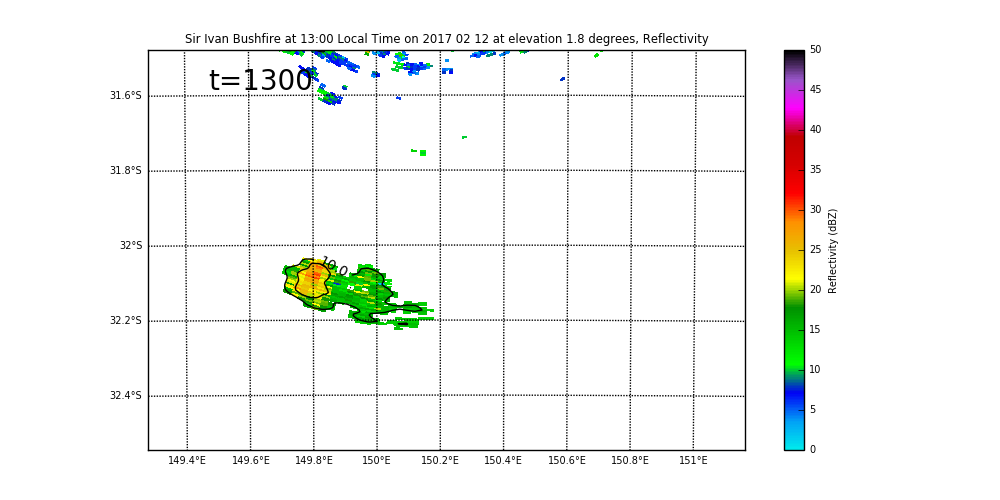 Sir Ivan Bushfire at 13:00 Local Time on 2017 02 12 at elevation 1.8 degrees, Reflectivity
t=1300
31.6°S
31.8°S
32°S
32.2°S
32.4°S
10.0
149.4°E 149.6°E 149.8°E 150°E 150.2°E 150.4°E 150.6°E 150.8°E 151°E
50
45
40
35
30
25
20
15
10
5
0
Reflectivity (dBZ)